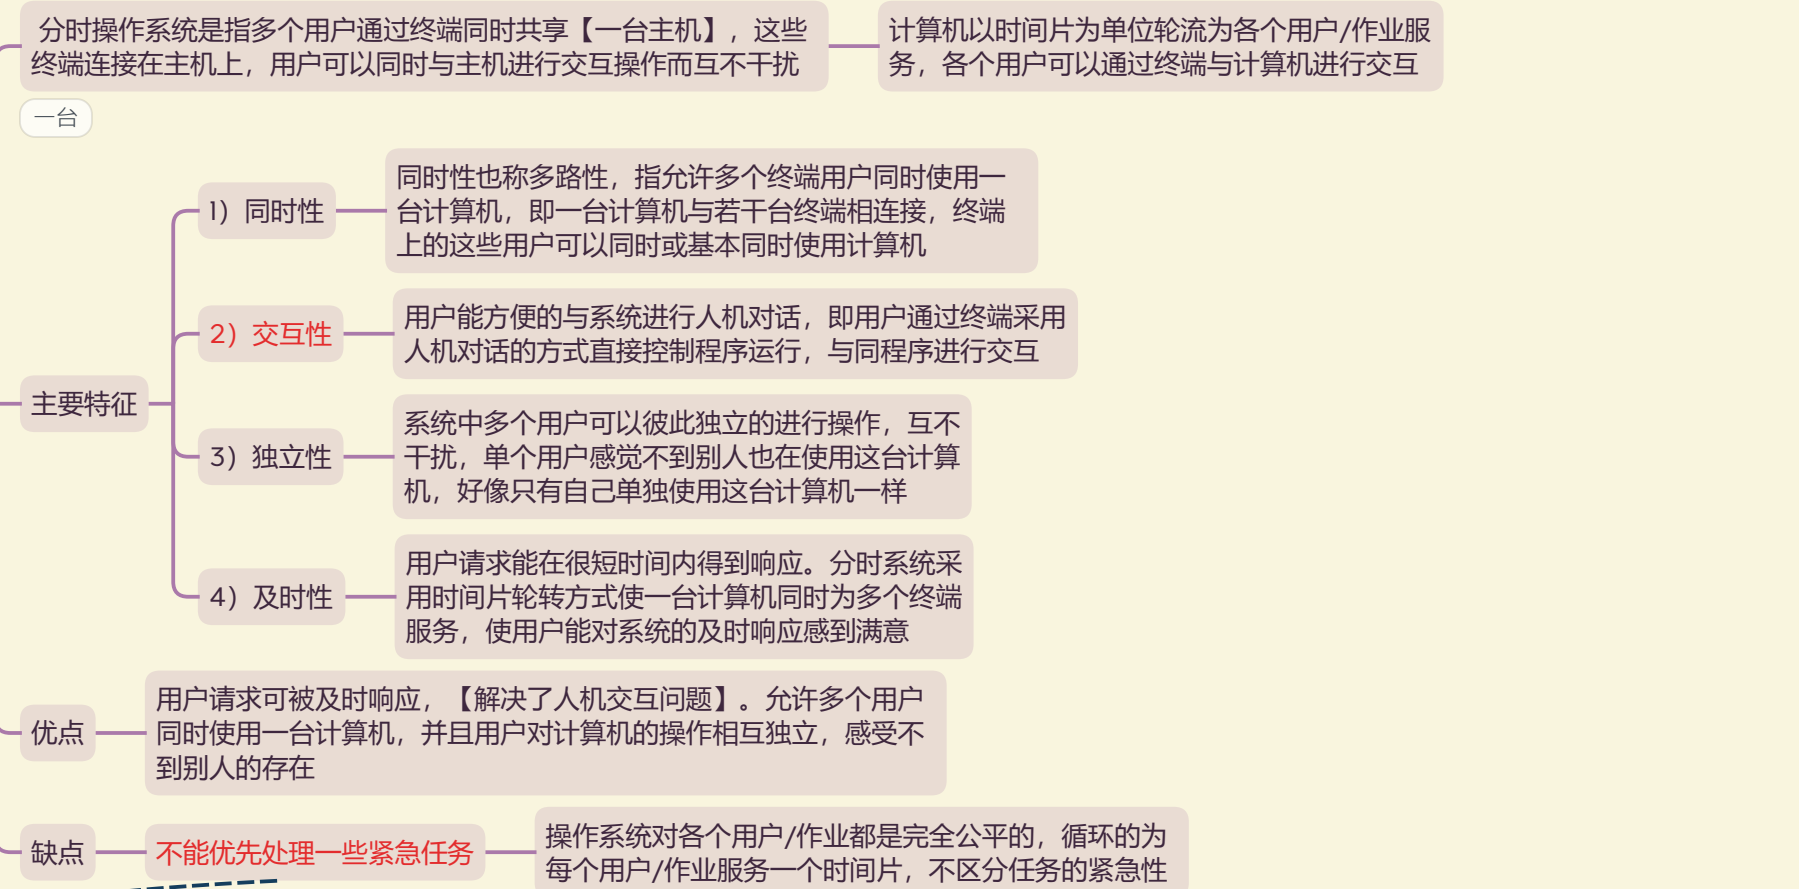 分时操作系统是指多个用户通过终端同时共享【一台主机】，这些
终端连接在主机上，用户可以同时与主机进行交互操作而互不干扰
计算机以时间片为单位轮流为各个用户/作业服
务，各个用户可以通过终端与计算机进行交互
一台
主要特征
1）同时性
同时性也称多路性，指允许多个终端用户同时使用一
台计算机，即一台计算机与若干台终端相连接，终端
上的这些用户可以同时或基本同时使用计算机
2）交互性
用户能方便的与系统进行人机对话，即用户通过终端采用
人机对话的方式直接控制程序运行，与同程序进行交互
3）独立性
系统中多个用户可以彼此独立的进行操作，互不
干扰，单个用户感觉不到别人也在使用这台计算
机，好像只有自己单独使用这台计算机一样
4）及时性
用户请求能在很短时间内得到响应。分时系统采
用时间片轮转方式使一台计算机同时为多个终端
服务，使用户能对系统的及时响应感到满意
优点
用户请求可被及时响应，【解决了人机交互问题】。允许多个用户
同时使用一台计算机，并且用户对计算机的操作相互独立，感受不
到别人的存在
缺点
不能优先处理一些紧急任务
操作系统对各个用户/作业都是完全公平的，循环的为
每个用户/作业服务一个时间片，不区分任务的紧急性